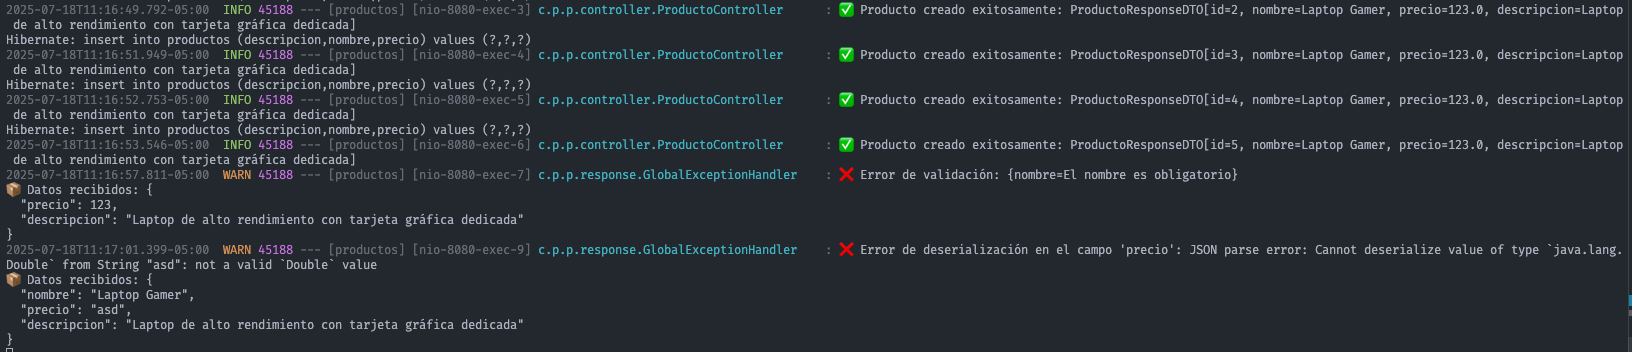 2025-07-18T11:16:49.792-05:00  INFO 45188 --- [productos] [nio-8080-exec-3] c.p.p.controller.ProductoController      : ✅ Producto creado exitosamente: ProductoResponseDTO[id=2, nombre=Laptop Gamer, precio=123.0, descripcion=Laptop
 de alto rendimiento con tarjeta gráfica dedicada]
Hibernate: insert into productos (descripcion,nombre,precio) values (?,?,?)
2025-07-18T11:16:51.949-05:00  INFO 45188 --- [productos] [nio-8080-exec-4] c.p.p.controller.ProductoController      : ✅ Producto creado exitosamente: ProductoResponseDTO[id=3, nombre=Laptop Gamer, precio=123.0, descripcion=Laptop
 de alto rendimiento con tarjeta gráfica dedicada]
Hibernate: insert into productos (descripcion,nombre,precio) values (?,?,?)
2025-07-18T11:16:52.753-05:00  INFO 45188 --- [productos] [nio-8080-exec-5] c.p.p.controller.ProductoController      : ✅ Producto creado exitosamente: ProductoResponseDTO[id=4, nombre=Laptop Gamer, precio=123.0, descripcion=Laptop
 de alto rendimiento con tarjeta gráfica dedicada]
Hibernate: insert into productos (descripcion,nombre,precio) values (?,?,?)
2025-07-18T11:16:53.546-05:00  INFO 45188 --- [productos] [nio-8080-exec-6] c.p.p.controller.ProductoController      : ✅ Producto creado exitosamente: ProductoResponseDTO[id=5, nombre=Laptop Gamer, precio=123.0, descripcion=Laptop
 de alto rendimiento con tarjeta gráfica dedicada]
2025-07-18T11:16:57.811-05:00  WARN 45188 --- [productos] [nio-8080-exec-7] c.p.p.response.GlobalExceptionHandler    : ❌ Error de validación: {nombre=El nombre es obligatorio}
📦 Datos recibidos: {
  "precio": 123,
  "descripcion": "Laptop de alto rendimiento con tarjeta gráfica dedicada"
}
2025-07-18T11:17:01.399-05:00  WARN 45188 --- [productos] [nio-8080-exec-9] c.p.p.response.GlobalExceptionHandler    : ❌ Error de deserialización en el campo 'precio': JSON parse error: Cannot deserialize value of type `java.lang.
Double` from String "asd": not a valid `Double` value
📦 Datos recibidos: {
  "nombre": "Laptop Gamer",
  "precio": "asd",
  "descripcion": "Laptop de alto rendimiento con tarjeta gráfica dedicada"
}